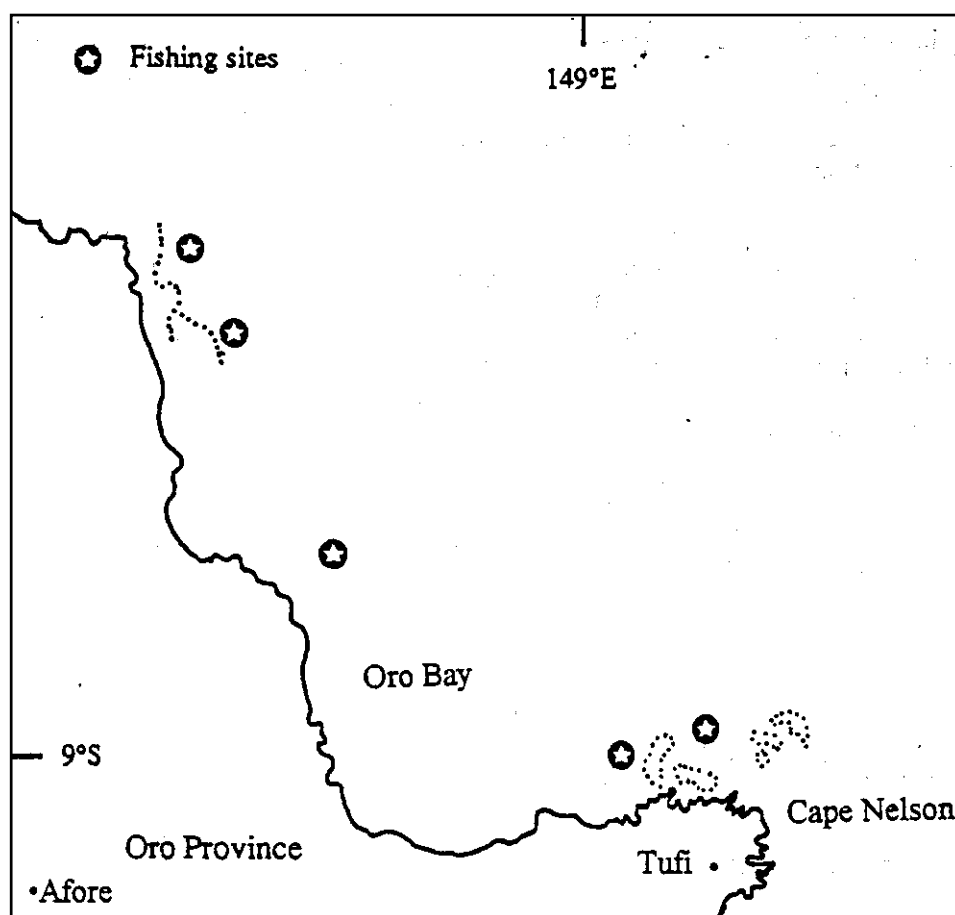 Fishing sites
149°E
Oro Bay
9°S
Cape Nelson
Oro Province
Tufi
Afore